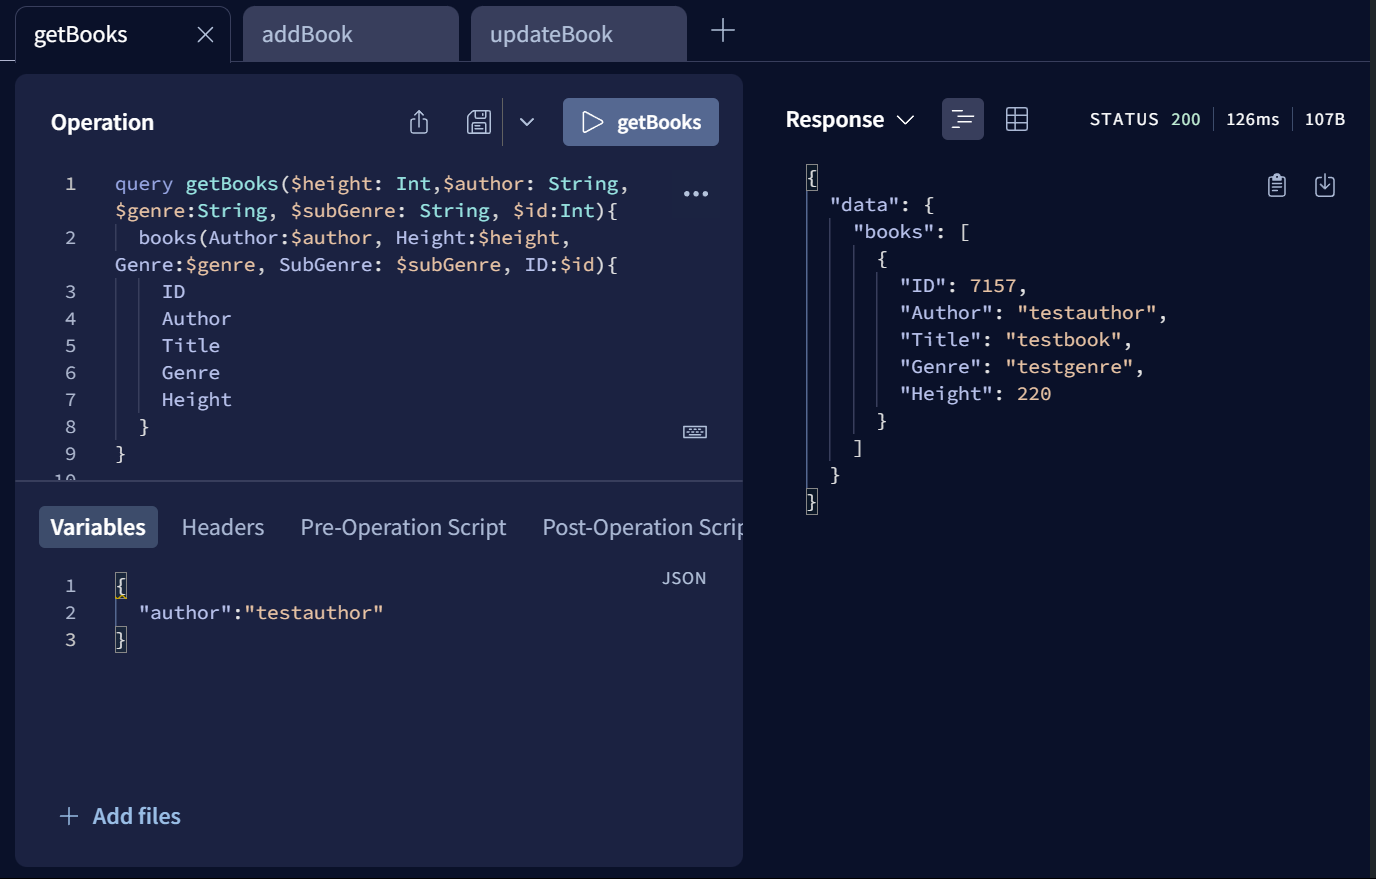 getBooks
addBook
updateBook
Operation
getBooks
1 query getBooks($height: Int,$author: String,
$genre:String, $subGenre: String, $id:Int){
2 books(Author:$author, Height:$height,
Genre:$genre, SubGenre: $subGenre, ID:$id){
3 ID
4 Author
5 Title
6 Genre
7 Height
8 }
9 }
10
Variables Headers Pre-Operation Script Post-Operation Scrip
JSON
1 {
2 "author":"testauthor"
3 }
Add files
Response
STATUS 200 126ms 107B
{
"data": {
"books": [
{
"ID": 7157,
"Author": "testauthor",
"Title": "testbook",
"Genre": "testgenre",
"Height": 220
}
]
}
}